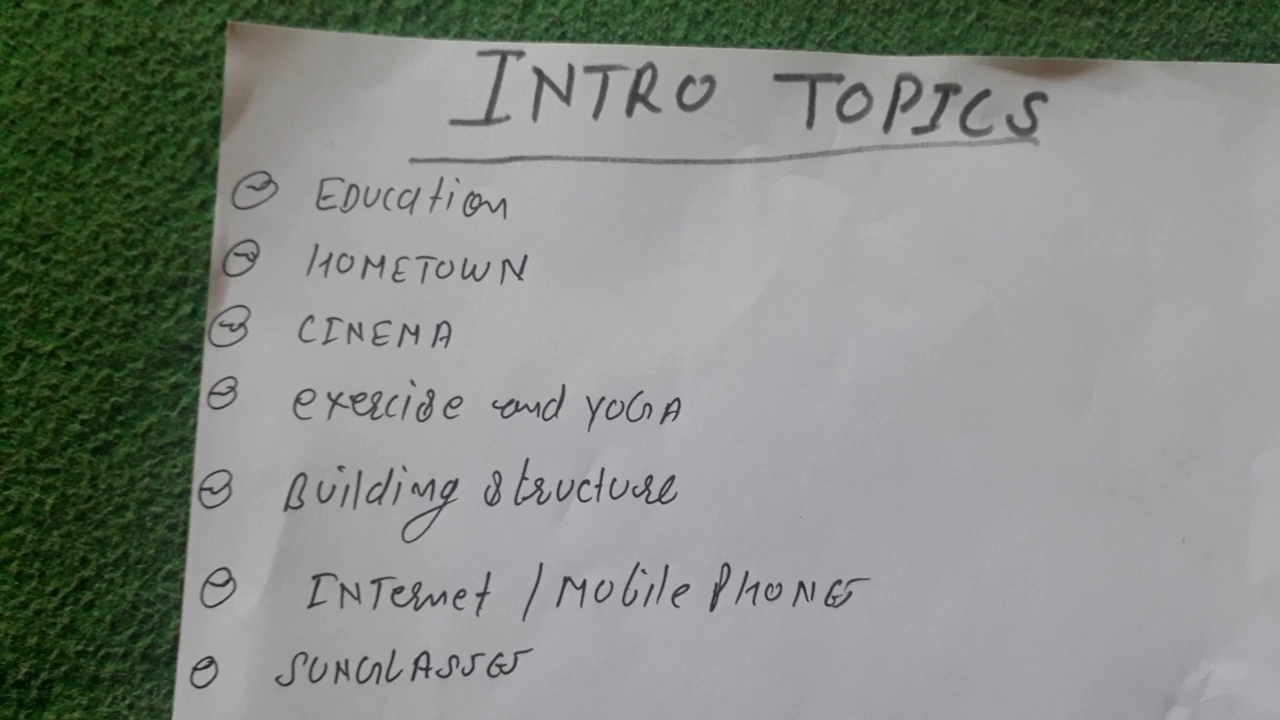 INTRO TOPICS
Education
HOMETOWN
CINEMA
exercise and YOGA
Building structure
INTernet / Mobile PHONES
SUNGLASSES